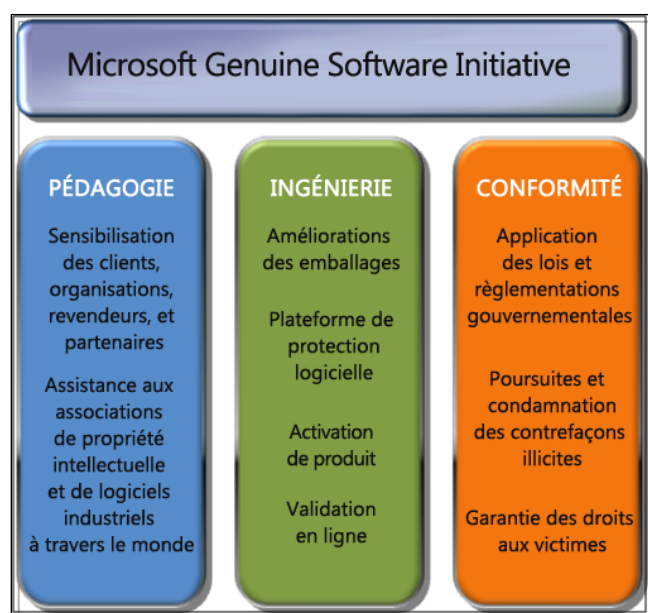 Microsoft Genuine Software Initiative
PÉDAGOGIE
Sensibilisation
des clients,
organisations,
revendeurs, et
partenaires
Assistance aux
associations
de propriété
intellectuelle
et de logiciels
industriels
à travers le monde
INGÉNIERIE
Améliorations
des emballages
Plateforme de
protection
logicielle
Activation
de produit
Validation
en ligne
CONFORMITÉ
Application
des lois et
règlementations
gouvernementales
Poursuites et
condamnation
des contrefaçons
illicites
Garantie des droits
aux victimes